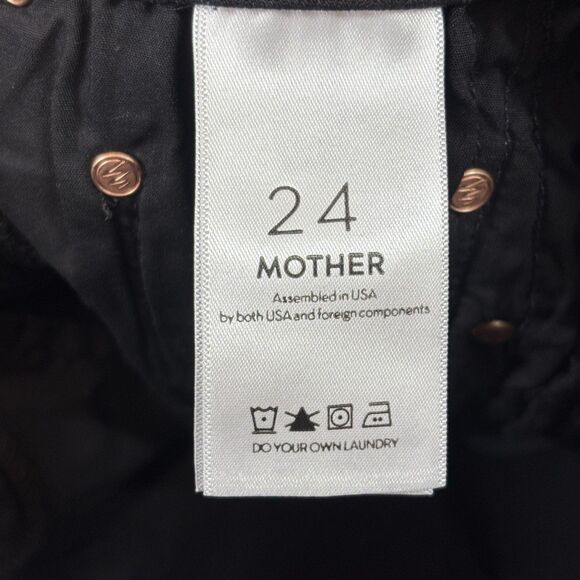 24
MOTHER
Assembled in USA
by both USA and foreign components
DO YOUR OWN LAUNDRY